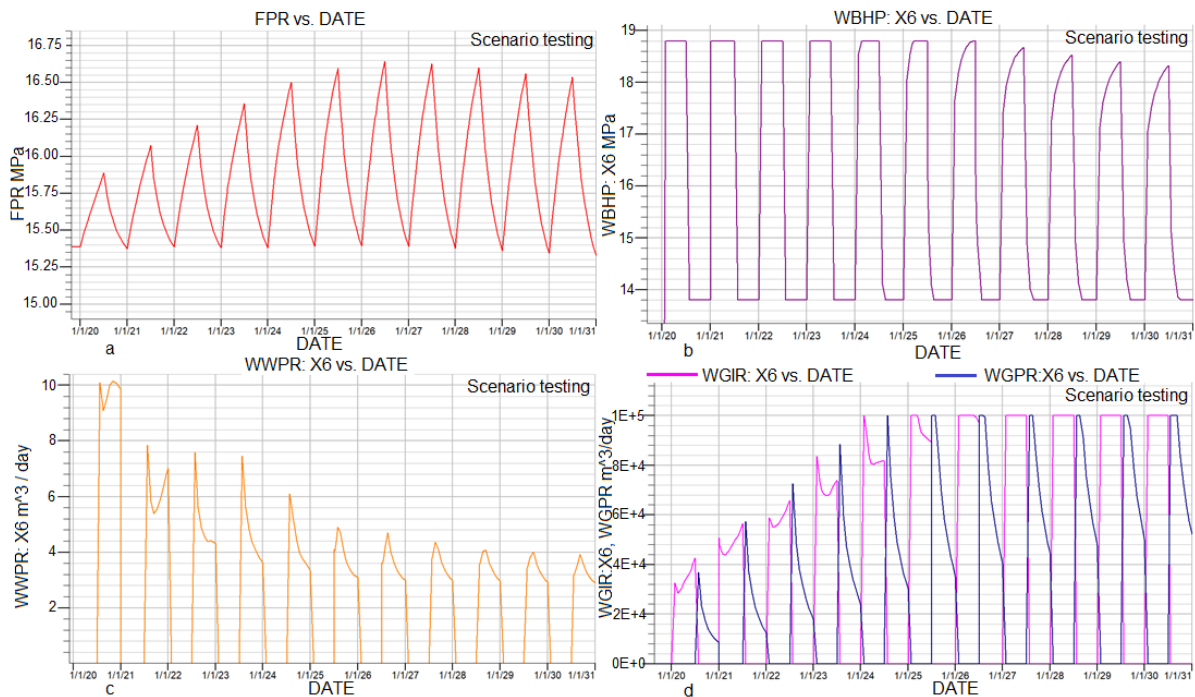 FPR vs. DATE
Scenario testing
FPR MPa
16.75
16.50
16.25
16.00
15.75
15.50
15.25
15.00
1/1/20 1/1/21 1/1/22 1/1/23 1/1/24 1/1/25 1/1/26 1/1/27 1/1/28 1/1/29 1/1/30 1/1/31
DATE
a
WBHP: X6 vs. DATE
Scenario testing
WBHP: X6 MPa
19
18
17
16
15
14
1/1/20 1/1/21 1/1/22 1/1/23 1/1/24 1/1/25 1/1/26 1/1/27 1/1/28 1/1/29 1/1/30 1/1/31
DATE
b
WWPR: X6 vs. DATE
Scenario testing
WWPR: X6 m^3 / day
10
8
6
4
2
1/1/20 1/1/21 1/1/22 1/1/23 1/1/24 1/1/25 1/1/26 1/1/27 1/1/28 1/1/29 1/1/30 1/1/31
DATE
c
WGIR: X6 vs. DATE
WGPR:X6 vs. DATE
Scenario testing
WGIR:X6, WGPR m^3/day
1E+5
8E+4
6E+4
4E+4
2E+4
0E+0
1/1/20 1/1/21 1/1/22 1/1/23 1/1/24 1/1/25 1/1/26 1/1/27 1/1/28 1/1/29 1/1/30 1/1/31
DATE
d